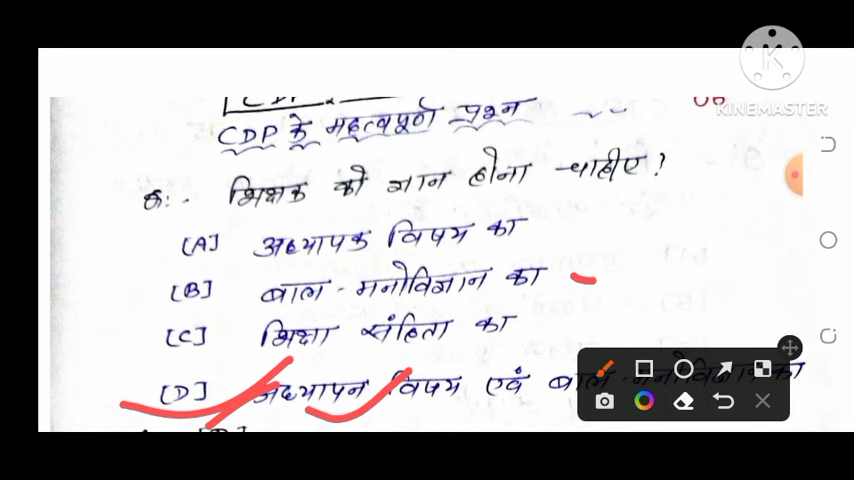 KINEMASTER
CDP के महत्वपूर्ण प्रश्न
शिक्षक को ज्ञान होना चाहीए?
[A] अध्यापक विषय का
[B] बाल-मनोविज्ञान का
[C] शिक्षा संहिता का
[D] अध्यापन विषय एवं बाल-मनोविज्ञान का